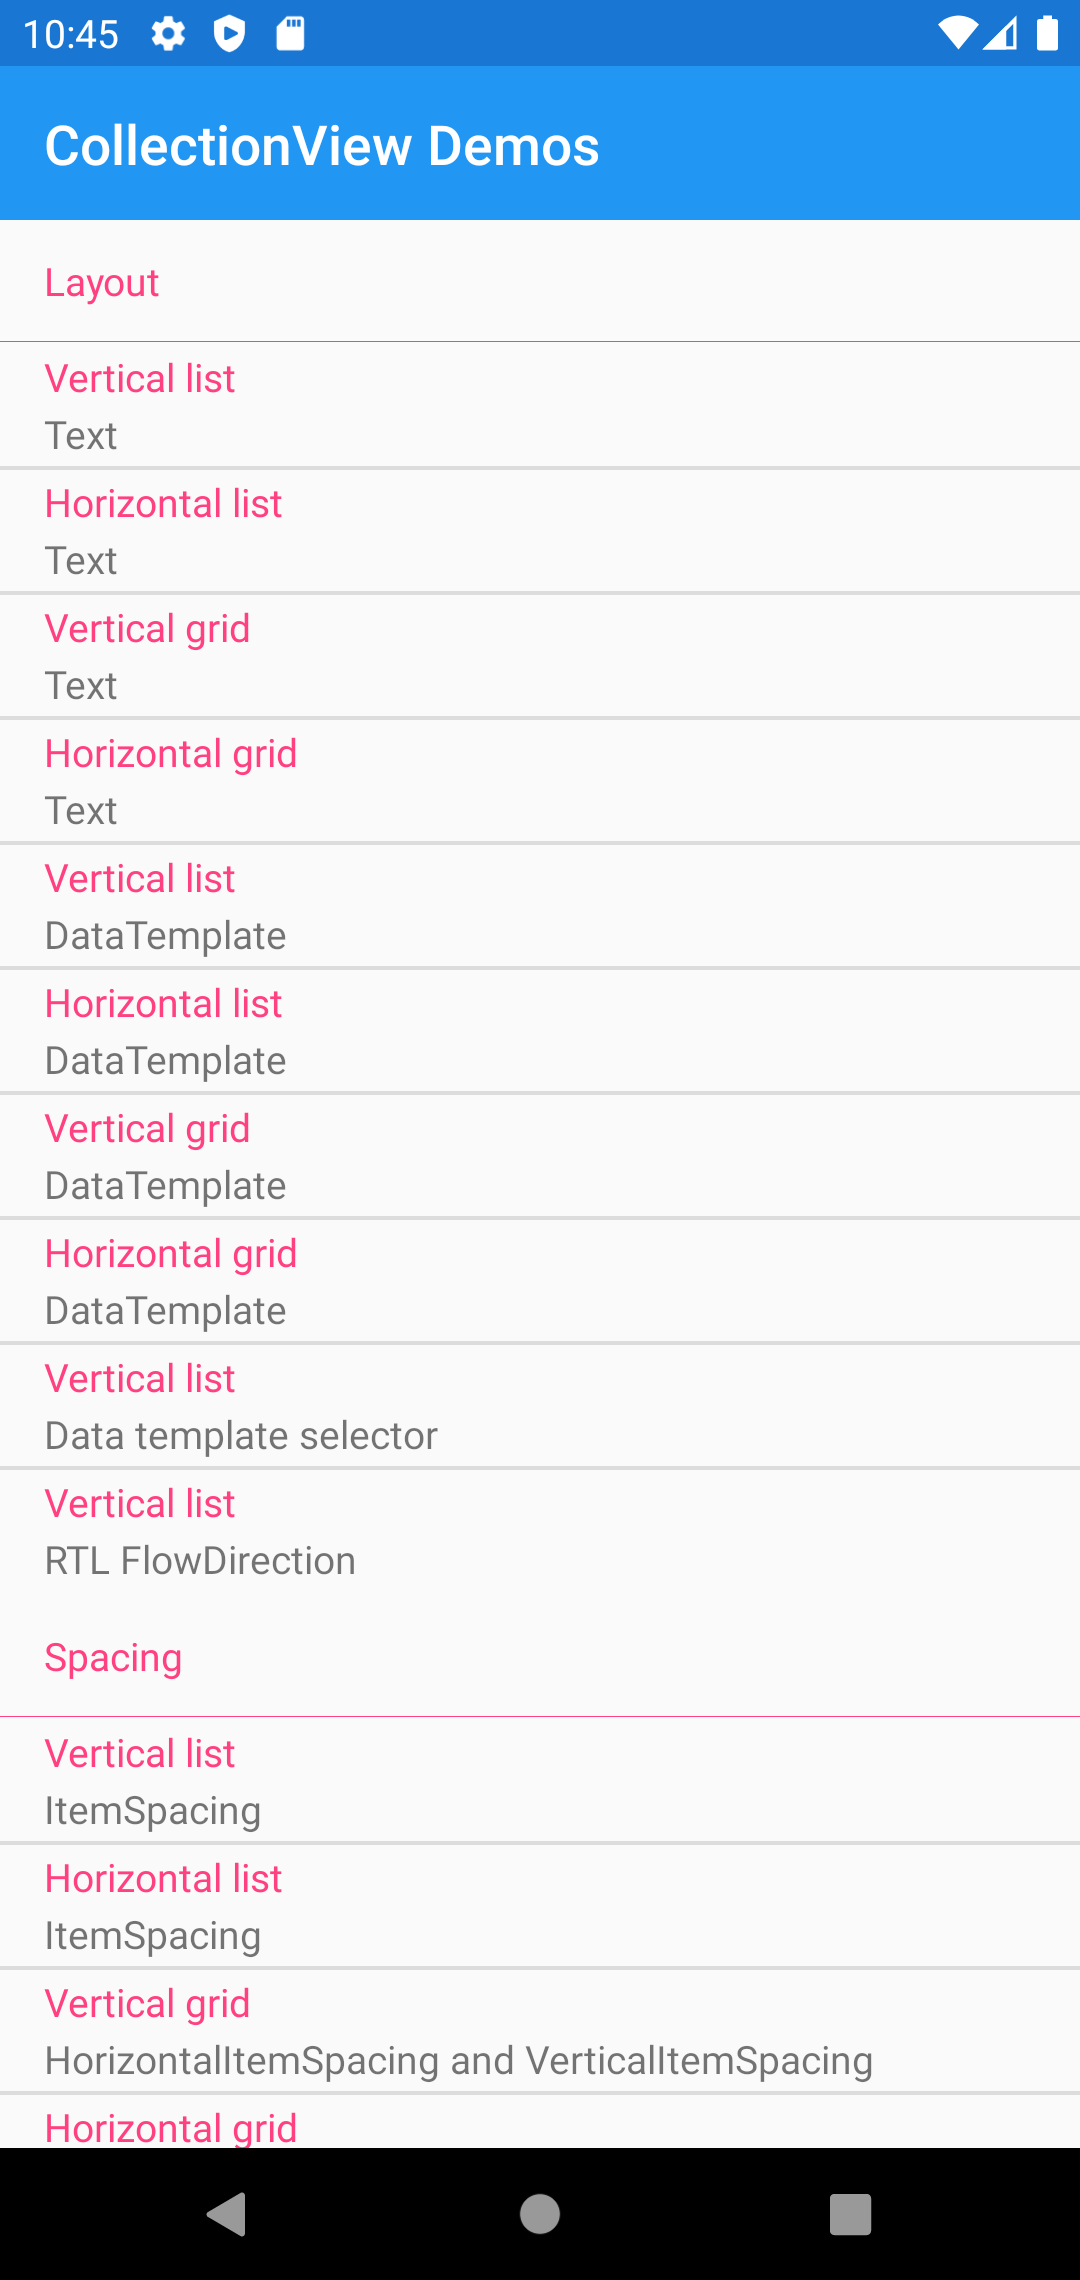 10:45
CollectionView Demos
Layout
Vertical list
Text
Horizontal list
Text
Vertical grid
Text
Horizontal grid
Text
Vertical list
DataTemplate
Horizontal list
DataTemplate
Vertical grid
DataTemplate
Horizontal grid
DataTemplate
Vertical list
Data template selector
Vertical list
RTL FlowDirection
Spacing
Vertical list
ItemSpacing
Horizontal list
ItemSpacing
Vertical grid
HorizontalItemSpacing and VerticalItemSpacing
Horizontal grid